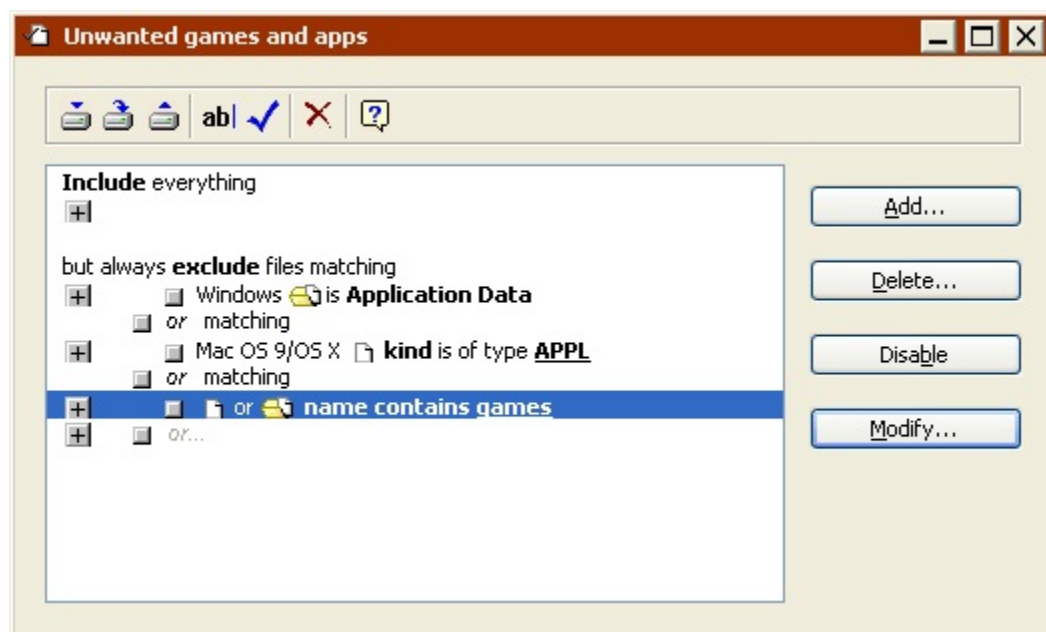 Unwanted games and apps
ab|
Include everything
Add...
but always exclude files matching
Windows is Application Data
Delete...
or matching
Mac OS 9/OS X kind is of type APPL
Disable
or matching
or name contains games
or...
Modify...